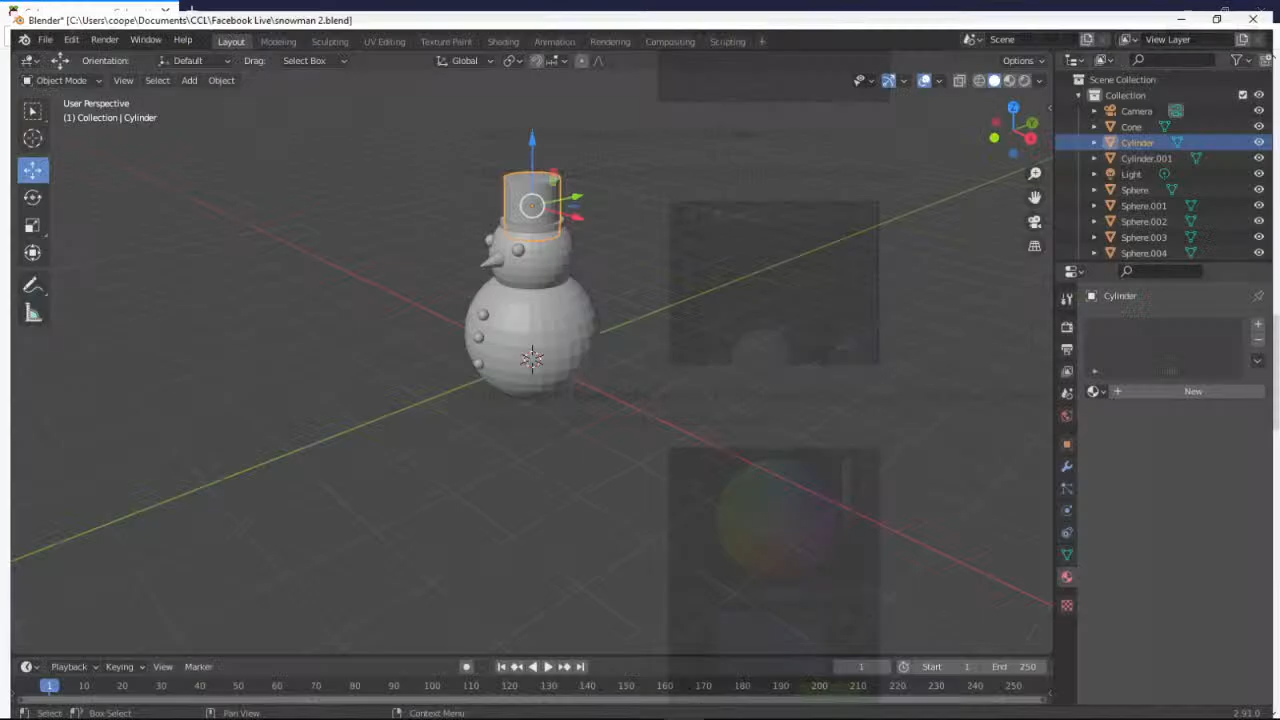 Blender* [C:\Users\coope\Documents\CCL\Facebook Live\snowman 2.blend]
File Edit Render Window Help
Layout Modeling Sculpting UV Editing Texture Paint Shading Animation Rendering Compositing Scripting +
Scene
View Layer
Orientation: Default Drag: Select Box
Global
Options
Object Mode View Select Add Object
User Perspective
(1) Collection | Cylinder
Z
Y
X
Scene Collection
Collection
Camera
Cone
Cylinder
Cylinder.001
Light
Sphere
Sphere.001
Sphere.002
Sphere.003
Sphere.004
Cylinder
New
Playback Keying View Marker
1
Start 1 End 250
1 10 20 30 40 50 60 70 80 90 100 110 120 130 140 150 160 170 180 190 200 210 220 230 240 250
Select Box Select Pan View Context Menu
2.91.0